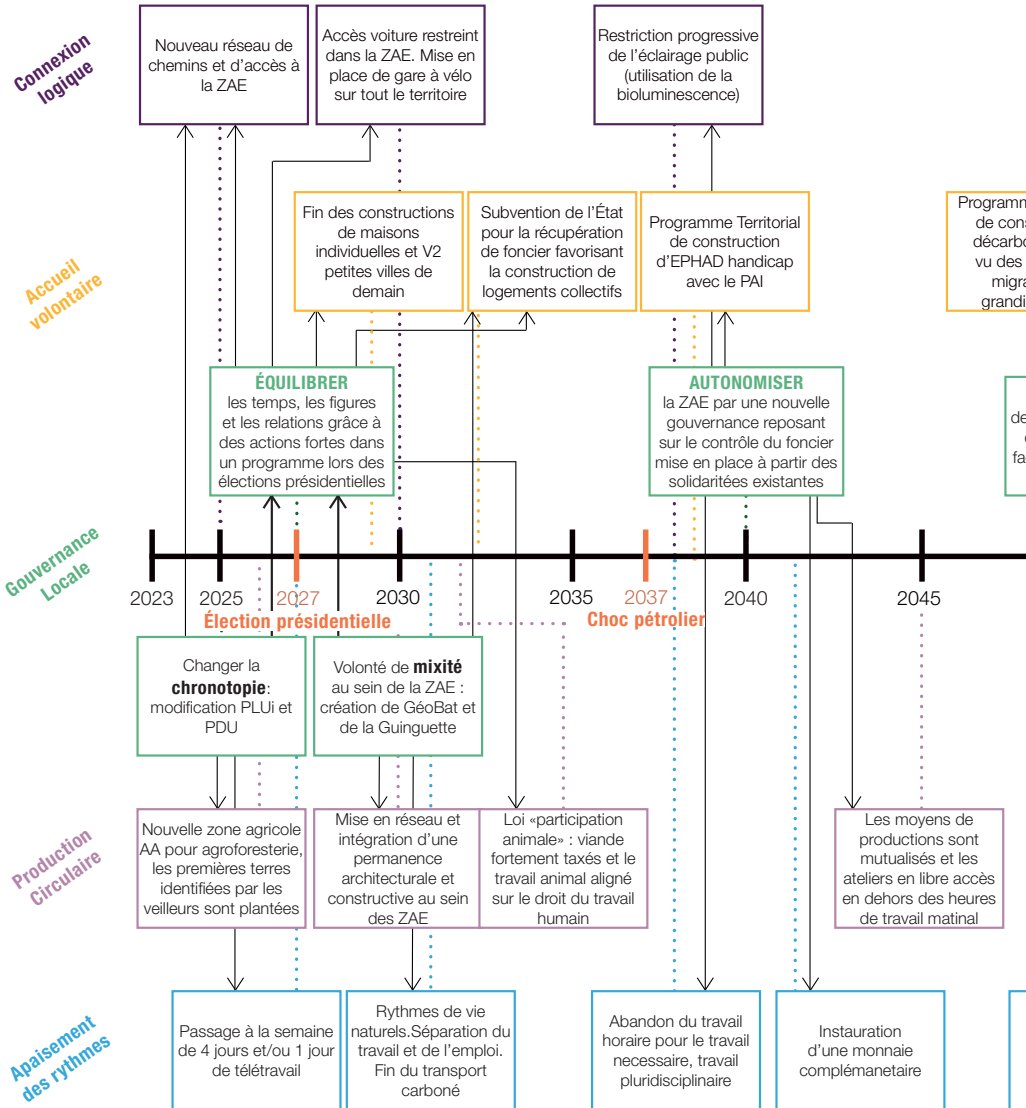 Connexion
logique
Nouveau réseau de
chemins et d'accès à
la ZAE
Accès voiture restreint
dans la ZAE. Mise en
place de gare à vélo
sur tout le territoire
Restriction progressive
de l'éclairage public
(utilisation de la
bioluminescence)
Accueil
volontaire
Fin des constructions
de maisons
individuelles et V2
petites villes de
demain
Subvention de l'État
pour la récupération
de foncier favorisant
la construction de
logements collectifs
Programme Territorial
de construction
d'EPHAD handicap
avec le PAI
Programme
de cons
décarbo
vu des
migra
grandi
ÉQUILIBRER
les temps, les figures
et les relations grâce à
des actions fortes dans
un programme lors des
élections présidentielles
AUTONOMISER
la ZAE par une nouvelle
gouvernance reposant
sur le contrôle du foncier
mise en place à partir des
solidaritées existantes
de
fa
Gouvernance
Locale
2023
2025
2027
2030
2035
2037
2040
2045
Élection présidentielle
Choc pétrolier
Changer la
chronotopie:
modification PLUi et
PDU
Volonté de mixité
au sein de la ZAE :
création de GéoBat et
de la Guinguette
Production
Circulaire
Nouvelle zone agricole
AA pour agroforesterie,
les premières terres
identifiées par les
veilleurs sont plantées
Mise en réseau et
intégration d'une
permanence
architecturale et
constructive au sein
des ZAE
Loi «participation
animale» : viande
fortement taxés et le
travail animal aligné
sur le droit du travail
humain
Les moyens de
productions sont
mutualisés et les
ateliers en libre accès
en dehors des heures
de travail matinal
Apaisement
des rythmes
Passage à la semaine
de 4 jours et/ou 1 jour
de télétravail
Rythmes de vie
naturels.Séparation du
travail et de l'emploi.
Fin du transport
carboné
Abandon du travail
horaire pour le travail
necessaire, travail
pluridisciplinaire
Instauration
d'une monnaie
complémanetaire